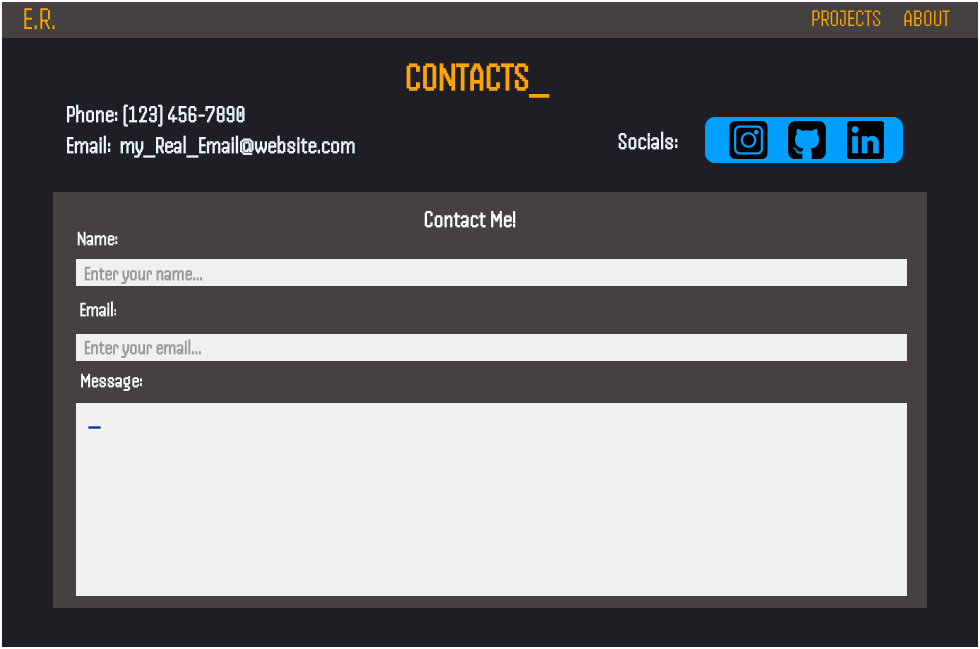 E.R. PROJECTS ABOUT
CONTACTS_
Phone: (123) 456-7890
Email: my_Real_Email@website.com
Socials: in
Contact Me!
Name:
Enter your name...
Email:
Enter your email...
Message:
_